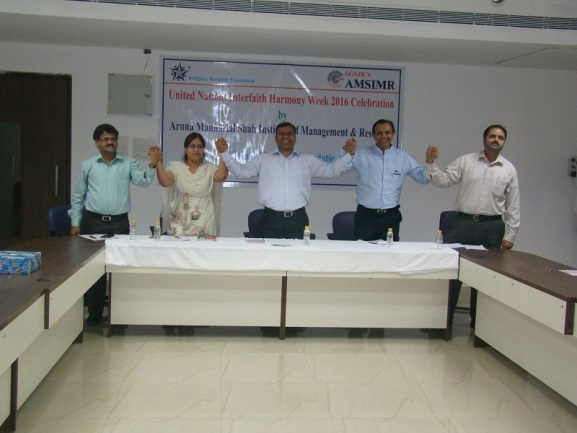 Religious Harmony Foundation
SGSJK's
AMSIMR
United Nations Interfaith Harmony Week 2016 Celebration
by
Aruna Manharlal Shah Institute of Management & Res